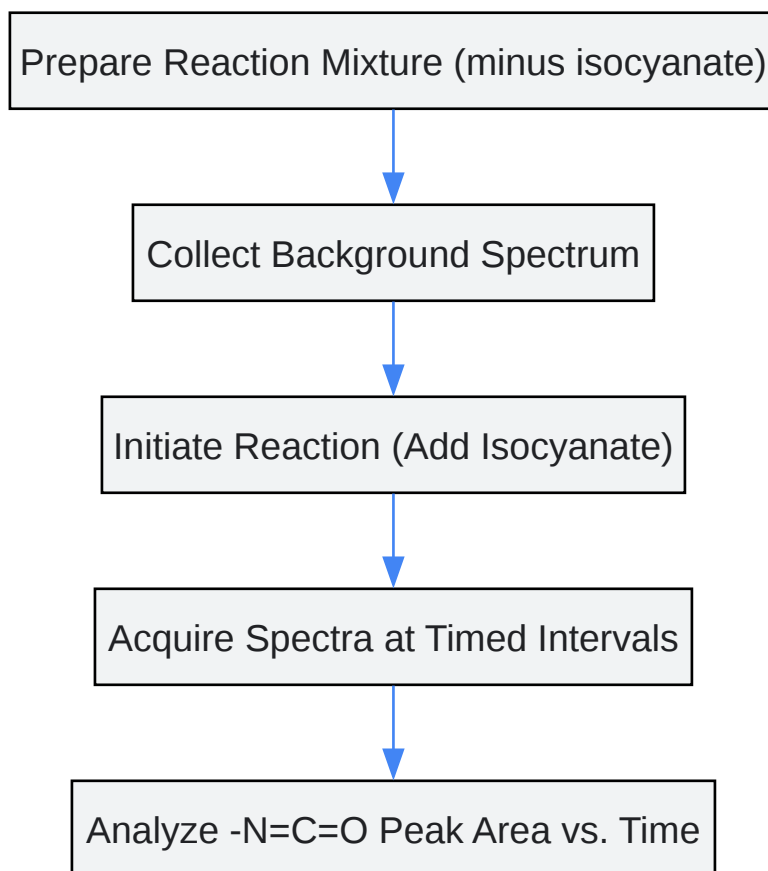 Prepare Reaction Mixture (minus isocyanate)
Collect Background Spectrum
Initiate Reaction (Add Isocyanate)
Acquire Spectra at Timed Intervals
Analyze -N=C=O Peak Area vs. Time